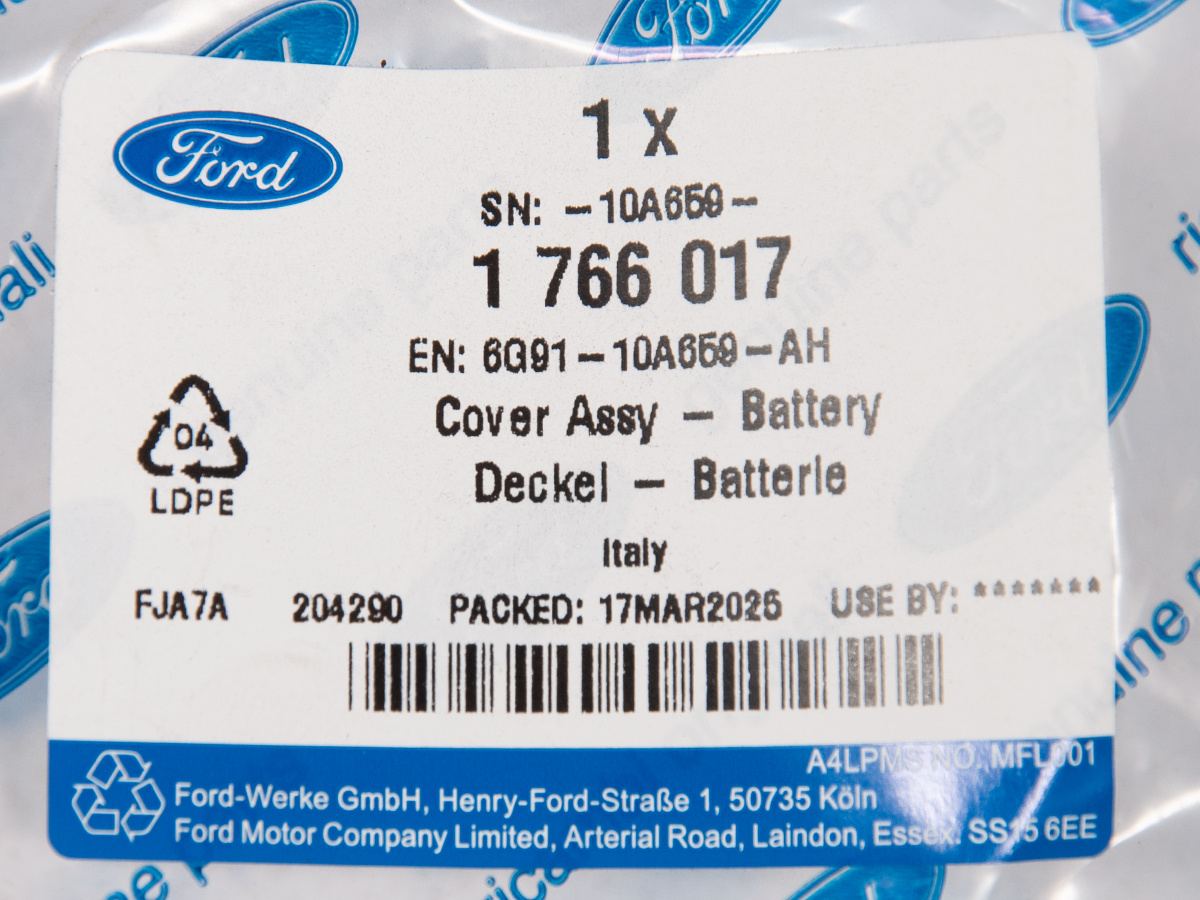 Ford
1 x
SN: -10A659-
1 766 017
EN: 6G91-10A659-AH
Cover Assy - Battery
Deckel - Batterie
04
LDPE
Italy
FJA7A 204290 PACKED: 17MAR2025 USE BY: *******
A4LPMS NO. MFL001
Ford-Werke GmbH, Henry-Ford-Straße 1, 50735 Köln
Ford Motor Company Limited, Arterial Road, Laindon, Essex. SS15 6EE